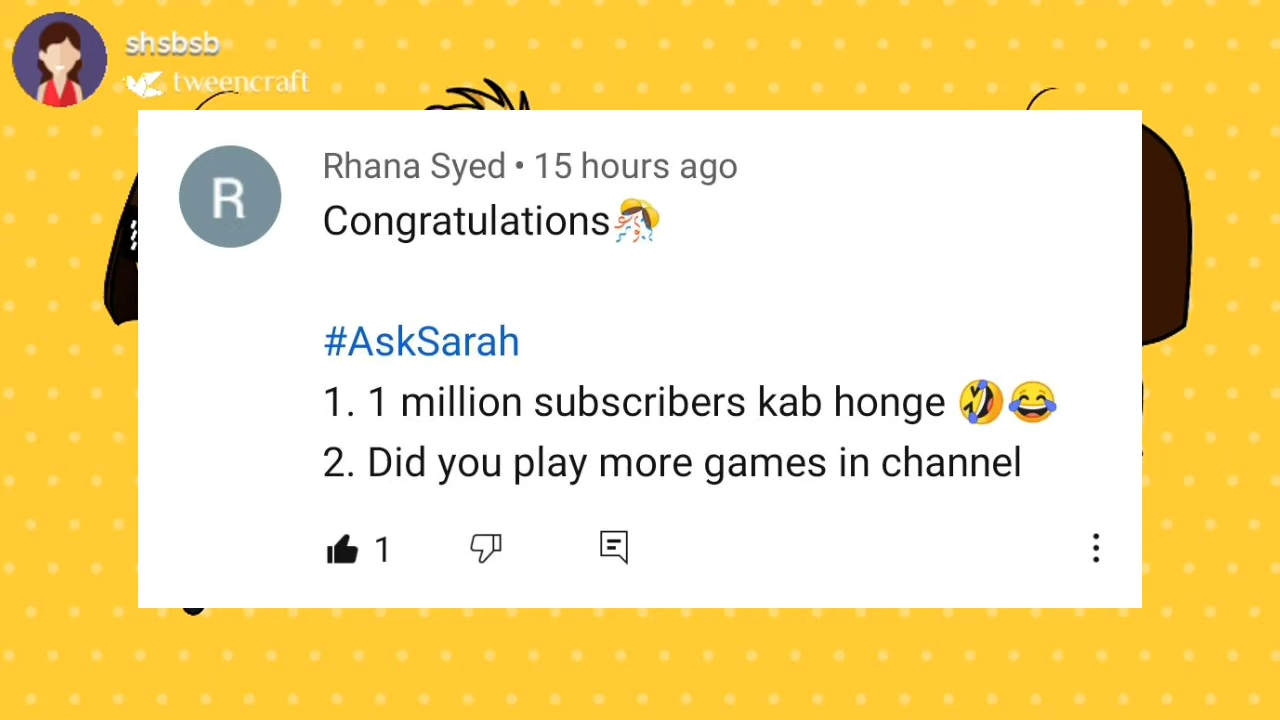 shsbsb
tweencraft
R
Rhana Syed • 15 hours ago
Congratulations🎊
#AskSarah
1. 1 million subscribers kab honge 🤣😂
2. Did you play more games in channel
1